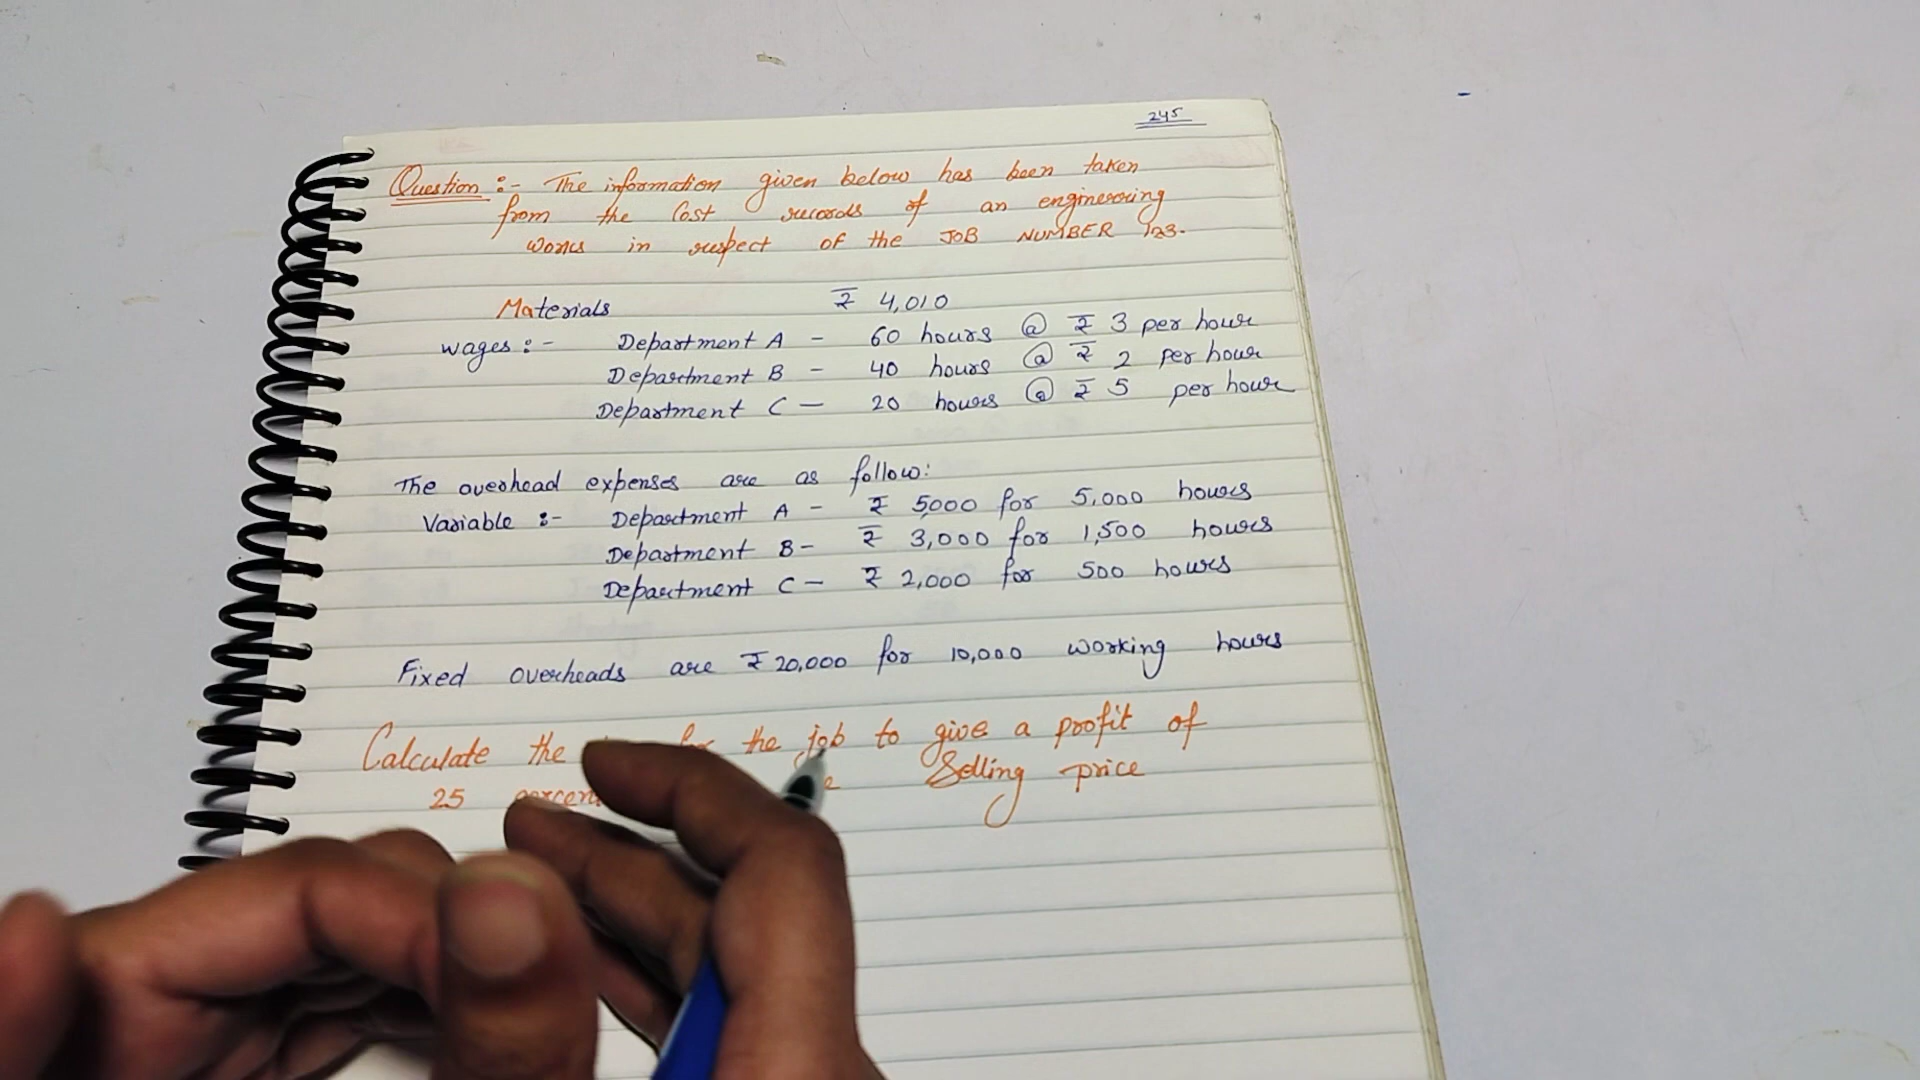 245
Question :- The information given below has been taken
from the Cost records of an engineering
works in respect of the JOB NUMBER 123.
Materials ₹ 4,010
wages :- Department A - 60 hours @ ₹ 3 per hour
Department B - 40 hours @ ₹ 2 per hour
Department C - 20 hours @ ₹ 5 per hour
The overhead expenses are as follow:
Variable :- Department A - ₹ 5,000 for 5,000 hours
Department B - ₹ 3,000 for 1,500 hours
Department C - ₹ 2,000 for 500 hours
Fixed overheads are ₹ 20,000 for 10,000 working hours
Calculate the the job to give a profit of
25 Selling price